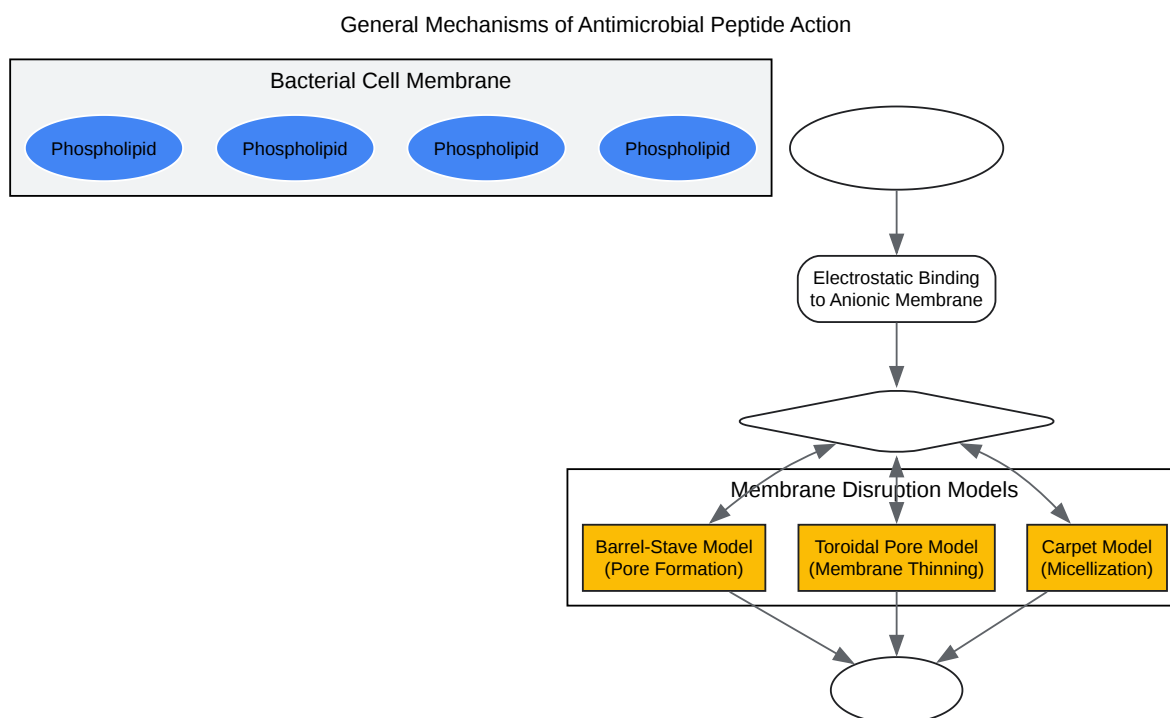 General Mechanisms of Antimicrobial Peptide Action
Bacterial Cell Membrane
Phospholipid
Phospholipid
Phospholipid
Phospholipid
Electrostatic Binding
to Anionic Membrane
Membrane Disruption Models
Barrel-Stave Model
(Pore Formation)
Toroidal Pore Model
(Membrane Thinning)
Carpet Model
(Micellization)